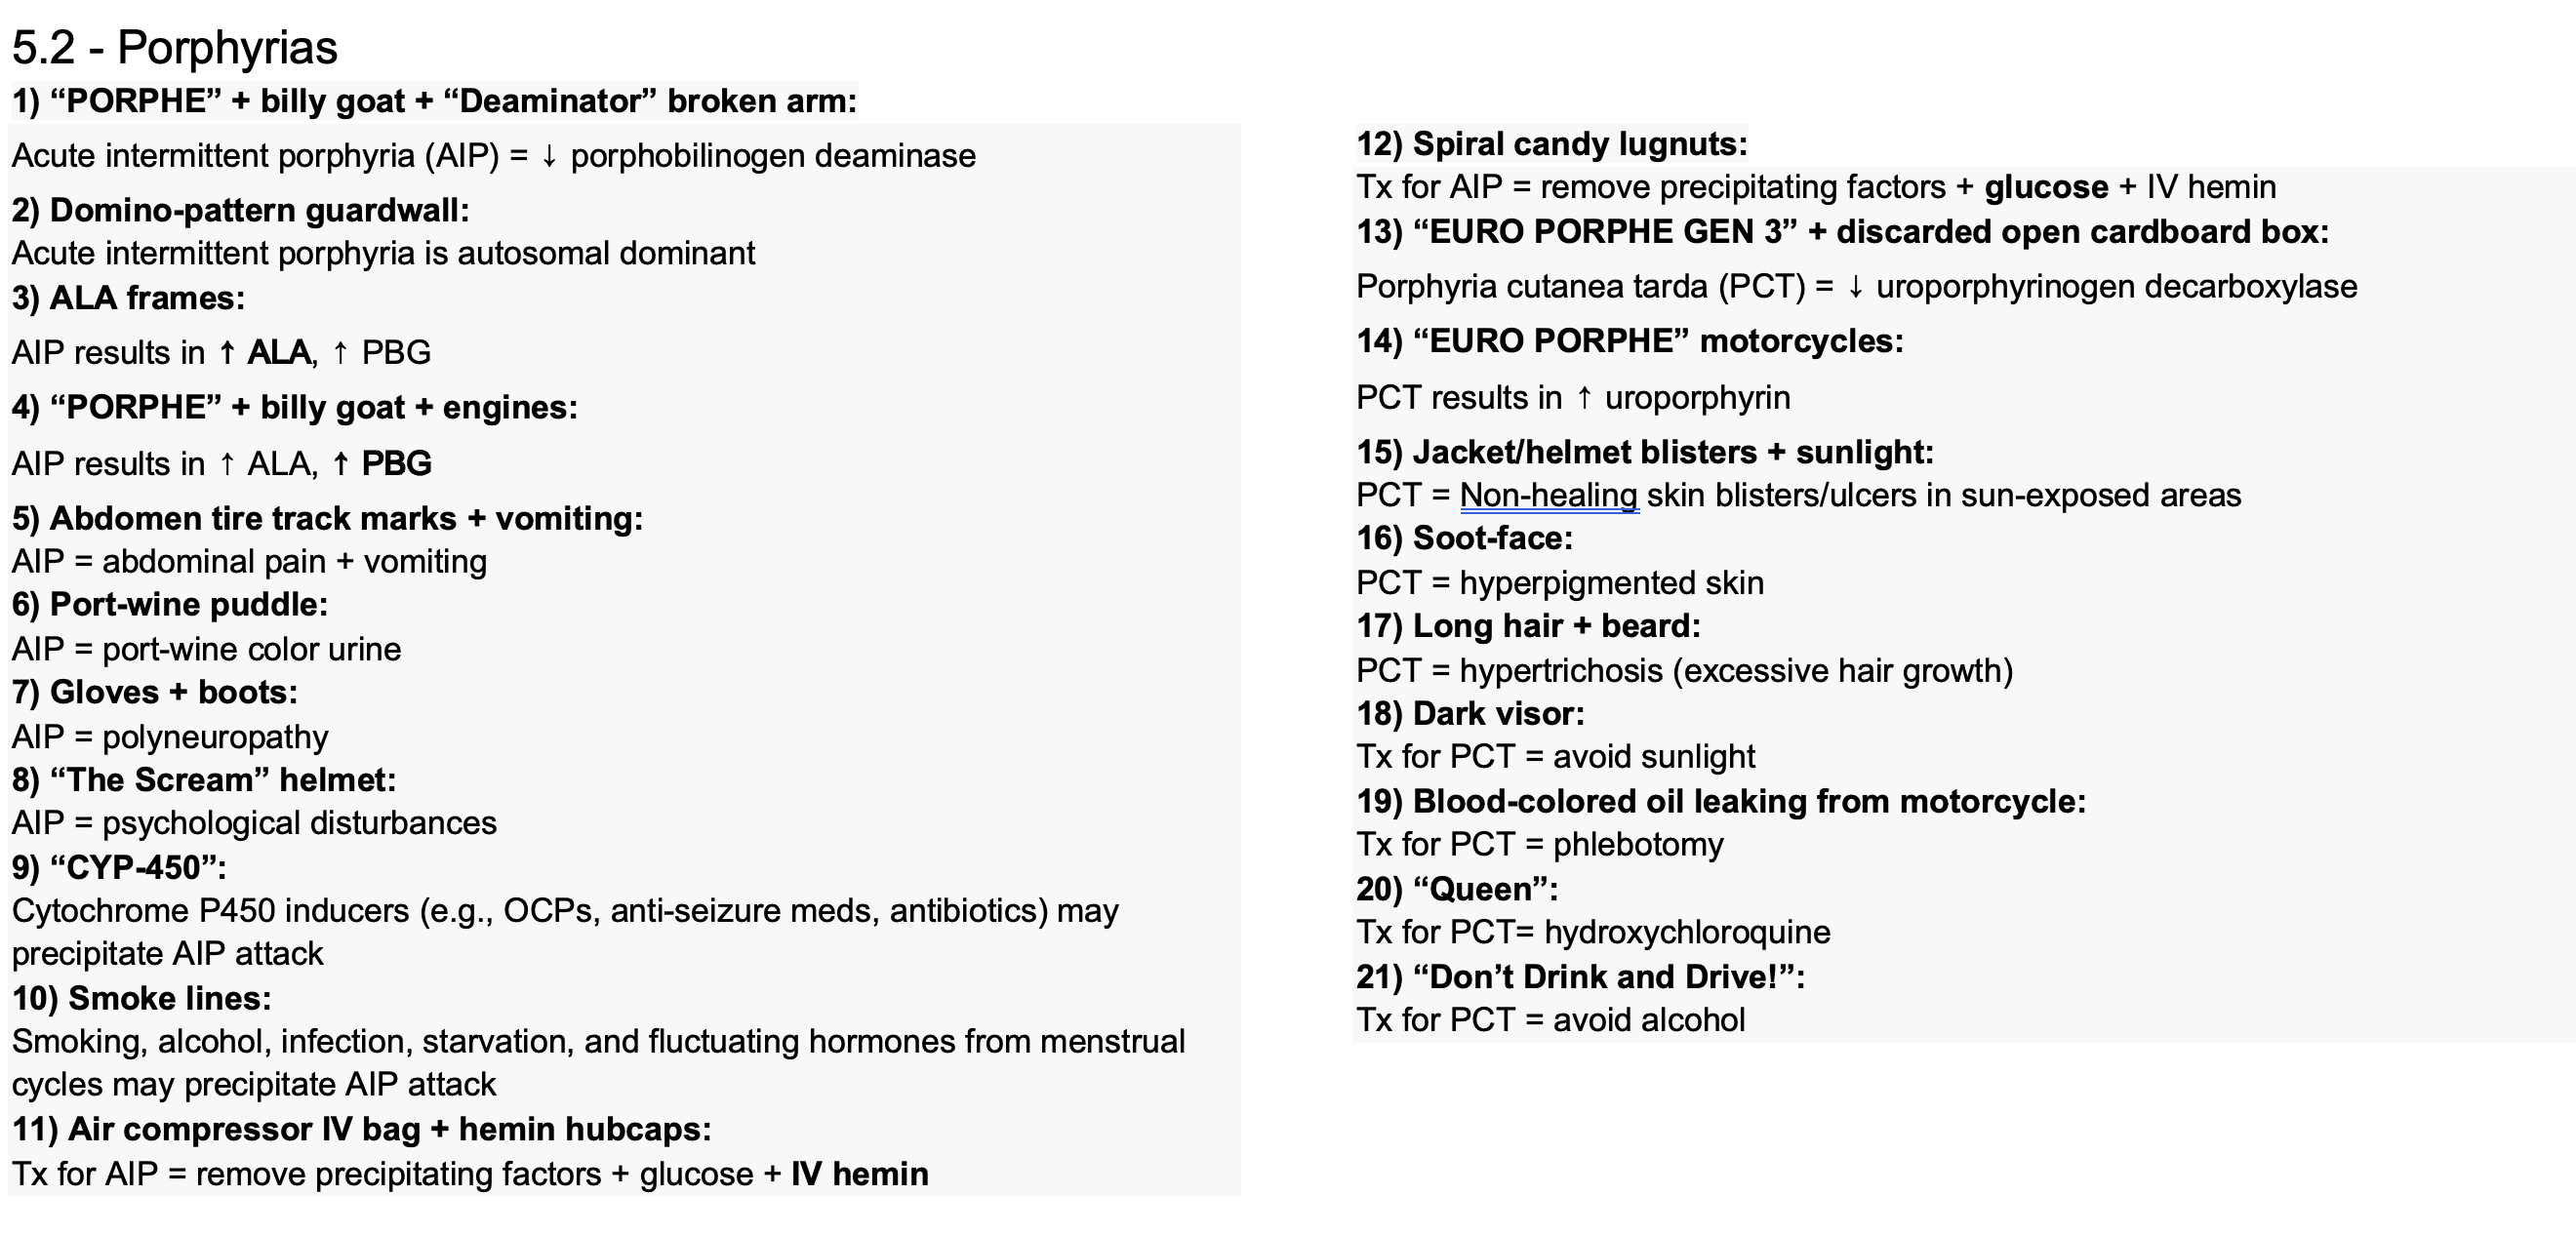 5.2 - Porphyrias
1) “PORPHE” + billy goat + “Deaminator” broken arm:
Acute intermittent porphyria (AIP) = ↓ porphobilinogen deaminase
2) Domino-pattern guardwall:
Acute intermittent porphyria is autosomal dominant
3) ALA frames:
AIP results in ↑ ALA, ↑ PBG
4) “PORPHE” + billy goat + engines:
AIP results in ↑ ALA, ↑ PBG
5) Abdomen tire track marks + vomiting:
AIP = abdominal pain + vomiting
6) Port-wine puddle:
AIP = port-wine color urine
7) Gloves + boots:
AIP = polyneuropathy
8) “The Scream” helmet:
AIP = psychological disturbances
9) “CYP-450”:
Cytochrome P450 inducers (e.g., OCPs, anti-seizure meds, antibiotics) may
precipitate AIP attack
10) Smoke lines:
Smoking, alcohol, infection, starvation, and fluctuating hormones from menstrual
cycles may precipitate AIP attack
11) Air compressor IV bag + hemin hubcaps:
Tx for AIP = remove precipitating factors + glucose + IV hemin
12) Spiral candy lugnuts:
Tx for AIP = remove precipitating factors + glucose + IV hemin
13) “EURO PORPHE GEN 3” + discarded open cardboard box:
Porphyria cutanea tarda (PCT) = ↓ uroporphyrinogen decarboxylase
14) “EURO PORPHE” motorcycles:
PCT results in ↑ uroporphyrin
15) Jacket/helmet blisters + sunlight:
PCT = Non-healing skin blisters/ulcers in sun-exposed areas
16) Soot-face:
PCT = hyperpigmented skin
17) Long hair + beard:
PCT = hypertrichosis (excessive hair growth)
18) Dark visor:
Tx for PCT = avoid sunlight
19) Blood-colored oil leaking from motorcycle:
Tx for PCT = phlebotomy
20) “Queen”:
Tx for PCT= hydroxychloroquine
21) “Don’t Drink and Drive!”:
Tx for PCT = avoid alcohol